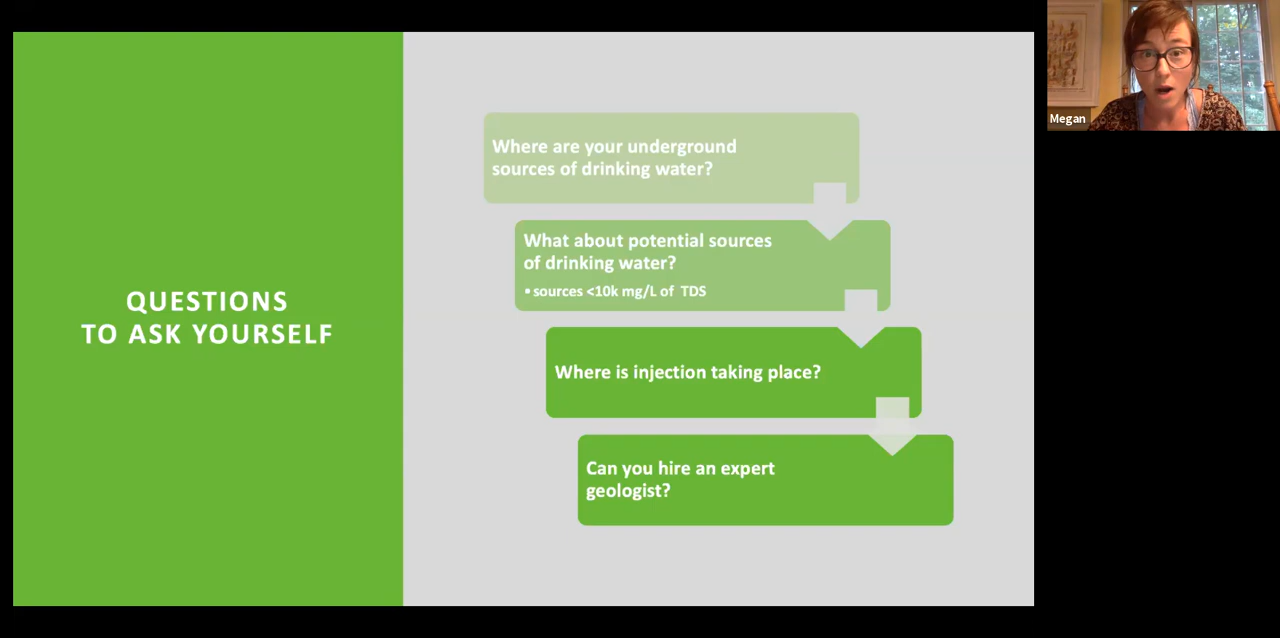 QUESTIONS
TO ASK YOURSELF
Where are your underground
sources of drinking water?
What about potential sources
of drinking water?
• sources <10k mg/L of TDS
Where is injection taking place?
Can you hire an expert
geologist?
Megan